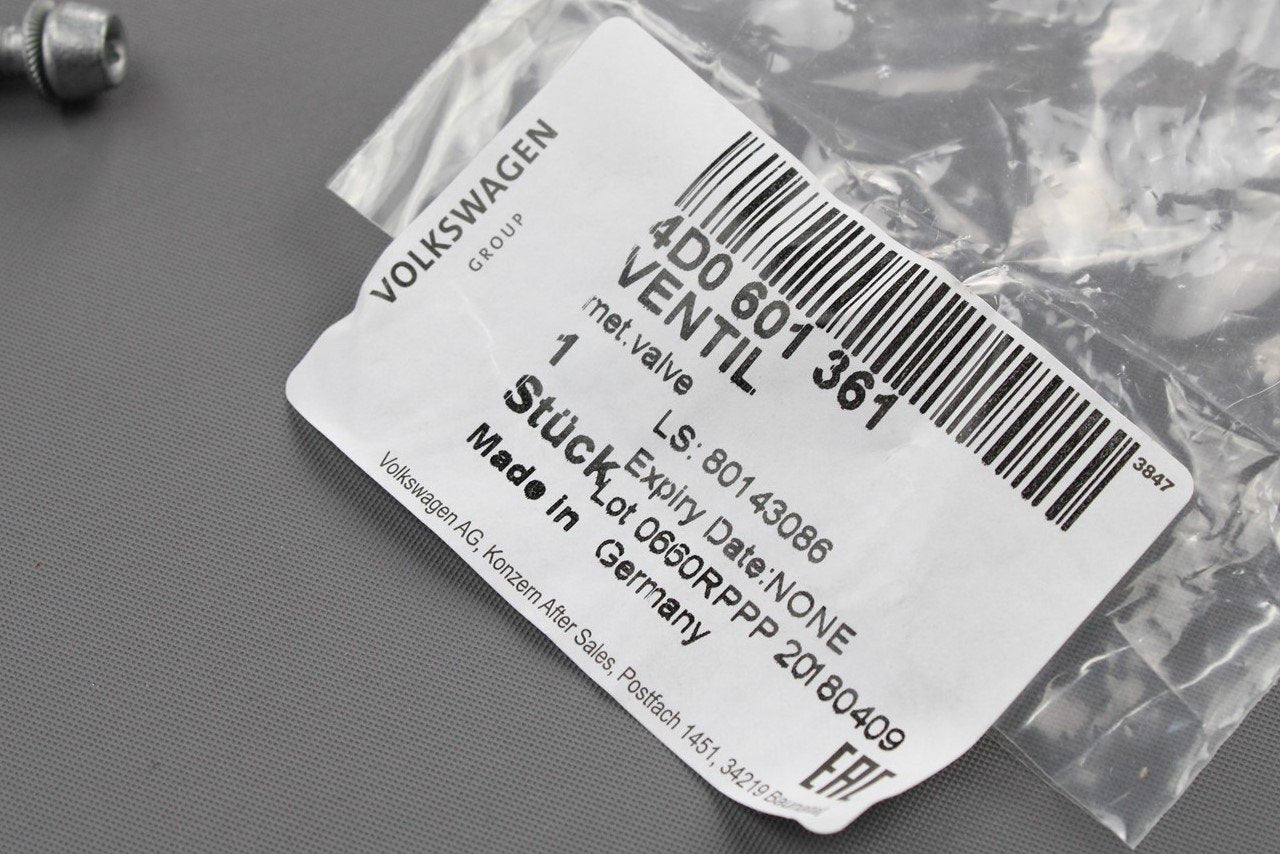 VOLKSWAGEN
GROUP
3847
4D0 601 361
VENTIL
met.valve
1 LS: 80143086
Stück Expiry Date:NONE
Lot 0660RPPP 20180409
Made in Germany
EAC
Volkswagen AG, Konzern After Sales, Postfach 1451, 34219